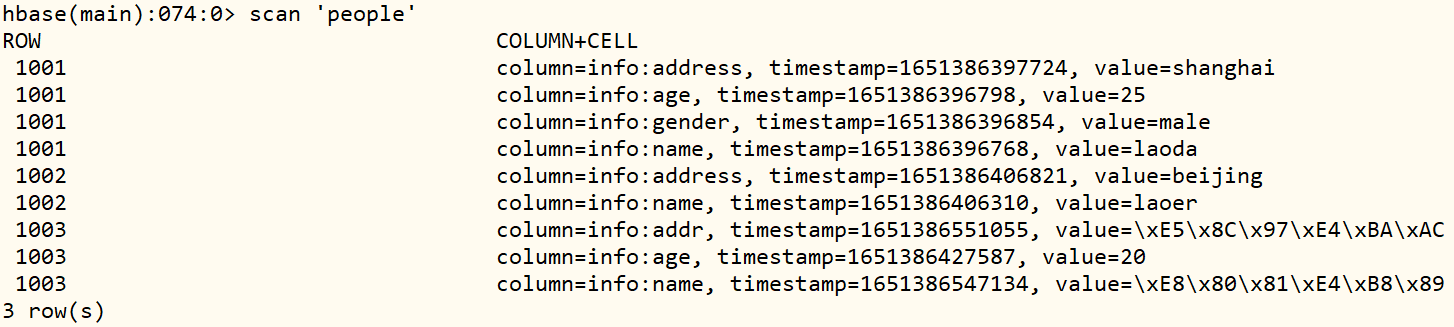 hbase(main):074:0> scan 'people'
ROW COLUMN+CELL
1001 column=info:address, timestamp=1651386397724, value=shanghai
1001 column=info:age, timestamp=1651386396798, value=25
1001 column=info:gender, timestamp=1651386396854, value=male
1001 column=info:name, timestamp=1651386396768, value=laoda
1002 column=info:address, timestamp=1651386406821, value=beijing
1002 column=info:name, timestamp=1651386406310, value=laoer
1003 column=info:addr, timestamp=1651386551055, value=\xE5\x8C\x97\xE4\xBA\xAC
1003 column=info:age, timestamp=1651386427587, value=20
1003 column=info:name, timestamp=1651386547134, value=\xE8\x80\x81\xE4\xB8\x89
3 row(s)